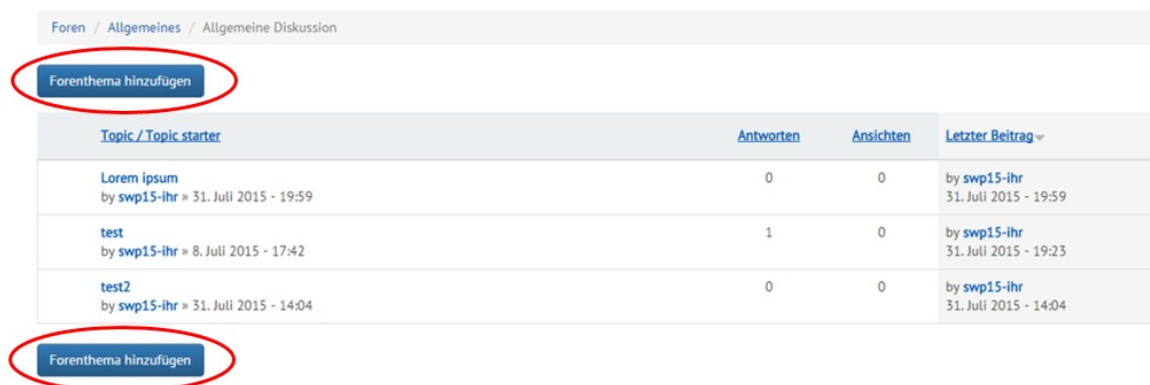 Foren / Allgemeines / Allgemeine Diskussion
Forenthema hinzufügen
Topic / Topic starter Antworten Ansichten Letzter Beitrag
Lorem ipsum 0 0 by swp15-ihr
by swp15-ihr » 31. Juli 2015 - 19:59 31. Juli 2015 - 19:59
test 1 0 by swp15-ihr
by swp15-ihr » 8. Juli 2015 - 17:42 31. Juli 2015 - 19:23
test2 0 0 by swp15-ihr
by swp15-ihr » 31. Juli 2015 - 14:04 31. Juli 2015 - 14:04
Forenthema hinzufügen